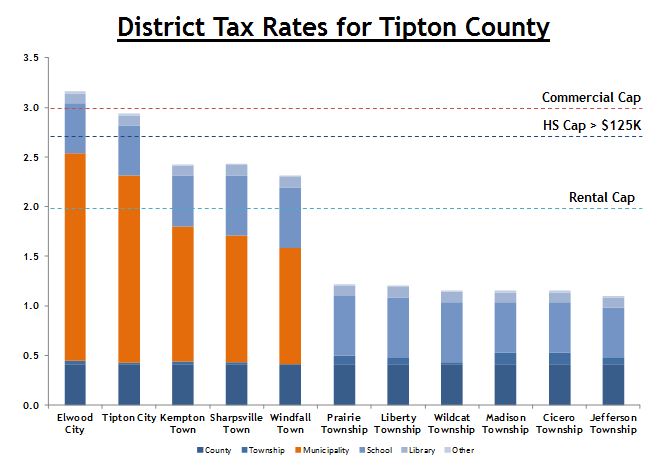 District Tax Rates for Tipton County
3.5
3.0
2.5
2.0
1.5
1.0
0.5
0.0
Commercial Cap
HS Cap > $125K
Rental Cap
Elwood City
Tipton City
Kempton Town
Sharpsville Town
Windfall Town
Prairie Township
Liberty Township
Wildcat Township
Madison Township
Cicero Township
Jefferson Township
County Township Municipality School Library Other